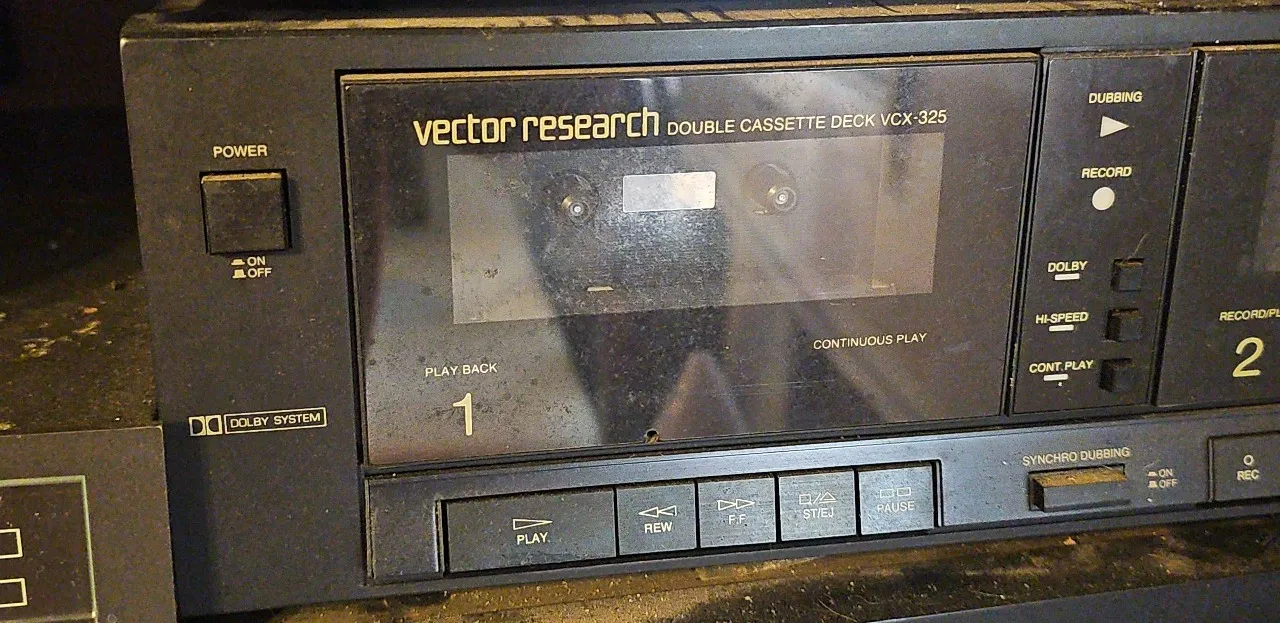 POWER
ON
OFF
DOLBY SYSTEM
vector research DOUBLE CASSETTE DECK VCX-325
CONTINUOUS PLAY
PLAY BACK
1
DUBBING
RECORD
DOLBY
HI-SPEED
CONT. PLAY
RECORD/PL
2
PLAY
REW
F.F.
ST/EJ
PAUSE
SYNCHRO DUBBING
ON
OFF
REC